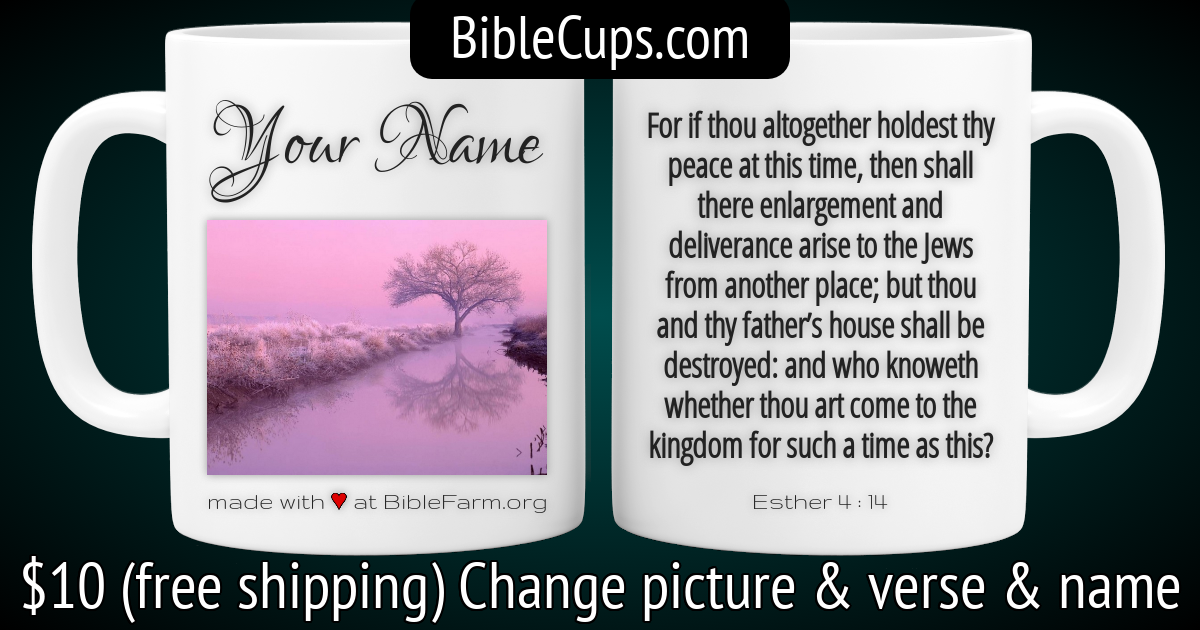 BibleCups.com
Your Name
made with ♥ at BibleFarm.org
For if thou altogether holdest thy
peace at this time, then shall
there enlargement and
deliverance arise to the Jews
from another place; but thou
and thy father’s house shall be
destroyed: and who knoweth
whether thou art come to the
kingdom for such a time as this?
Esther 4 : 14
$10 (free shipping) Change picture & verse & name